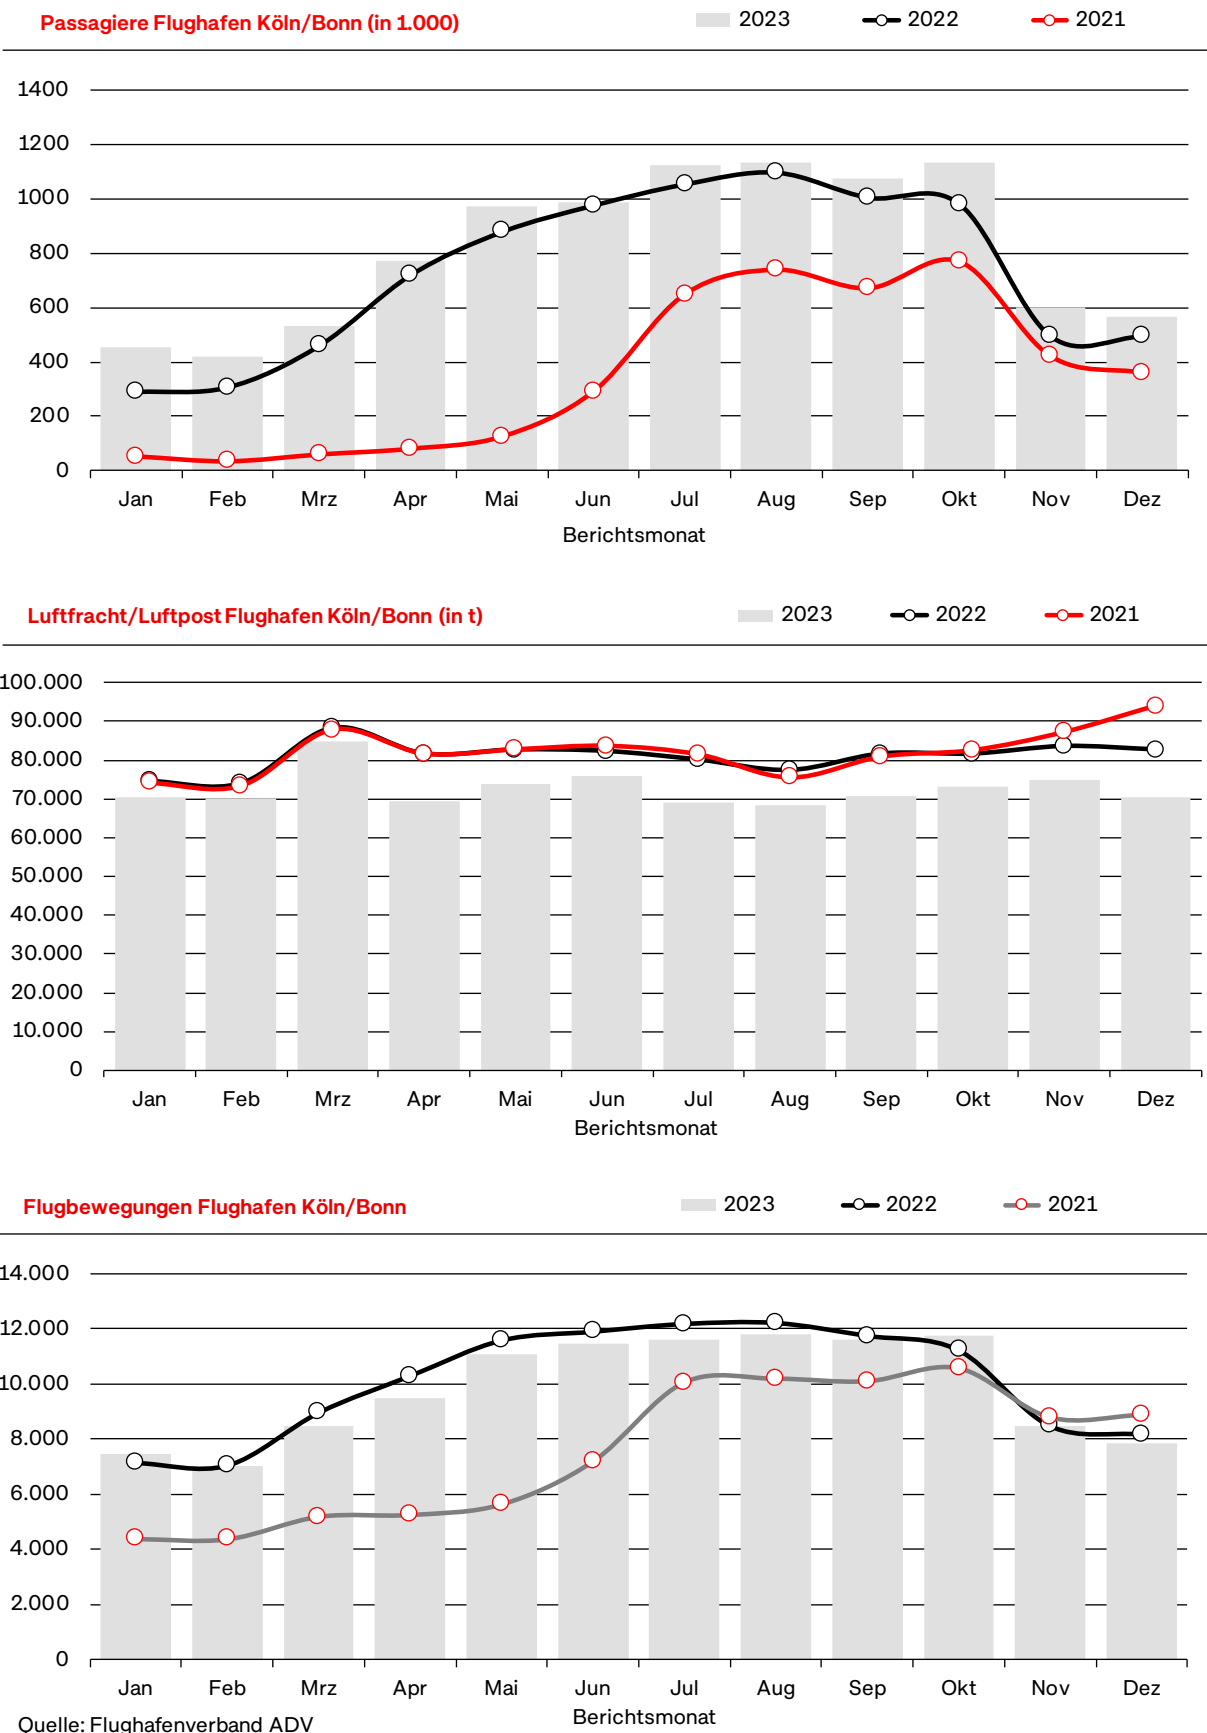 Passagiere Flughafen Köln/Bonn (in 1.000)
2023 2022 2021
1400
1200
1000
800
600
400
200
0
Jan Feb Mrz Apr Mai Jun Jul Aug Sep Okt Nov Dez
Berichtsmonat
Luftfracht/Luftpost Flughafen Köln/Bonn (in t)
2023 2022 2021
100.000
90.000
80.000
70.000
60.000
50.000
40.000
30.000
20.000
10.000
0
Jan Feb Mrz Apr Mai Jun Jul Aug Sep Okt Nov Dez
Berichtsmonat
Flugbewegungen Flughafen Köln/Bonn
2023 2022 2021
14.000
12.000
10.000
8.000
6.000
4.000
2.000
0
Jan Feb Mrz Apr Mai Jun Jul Aug Sep Okt Nov Dez
Berichtsmonat
Quelle: Flughafenverband ADV